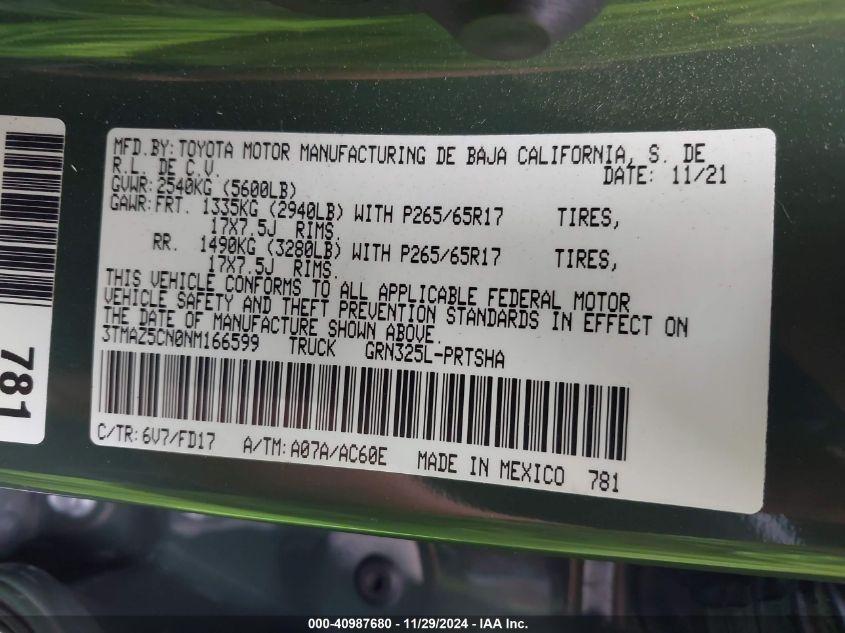 MFD.BY: TOYOTA MOTOR MANUFACTURING DE BAJA CALIFORNIA, S. DE
R.L. DE C.V. DATE: 11/21
GVWR: 2540KG (5600LB)
GAWR: FRT. 1335KG (2940LB) WITH P265/65R17 TIRES,
17X7.5J RIMS.
RR. 1490KG (3280LB) WITH P265/65R17 TIRES,
17X7.5J RIMS.
THIS VEHICLE CONFORMS TO ALL APPLICABLE FEDERAL MOTOR
VEHICLE SAFETY AND THEFT PREVENTION STANDARDS IN EFFECT ON
THE DATE OF MANUFACTURE SHOWN ABOVE.
3TMAZ5CN0NM166599 TRUCK GRN325L-PRTSHA
C/TR: 6V7/FD17 A/TM: A07A/AC60E MADE IN MEXICO 781
781
000-40987680 - 11/29/2024 - IAA Inc.